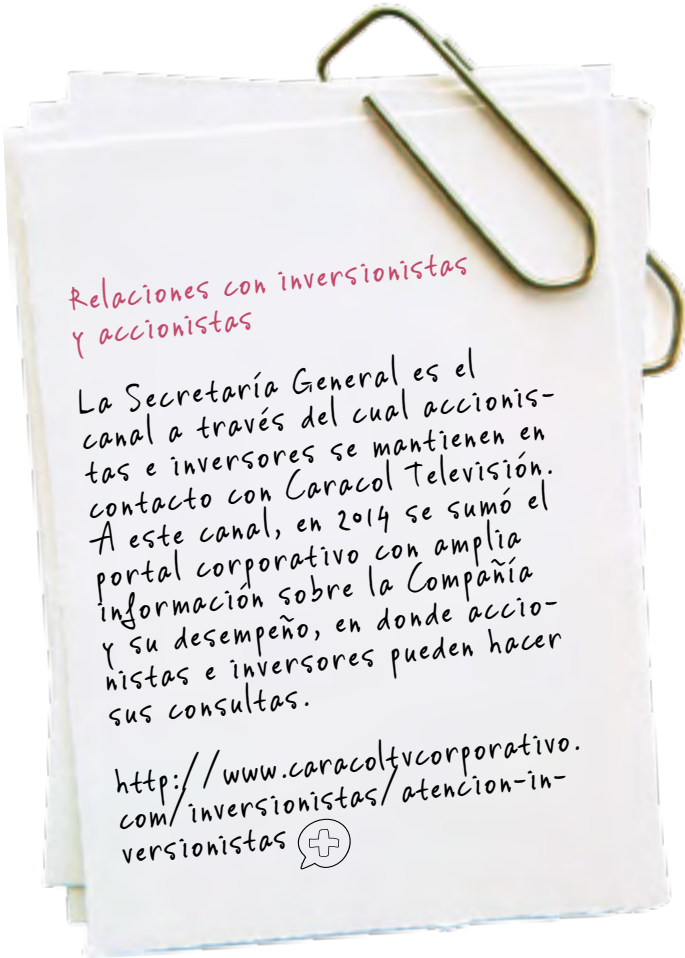 Relaciones con inversionistas
y accionistas
La Secretaría General es el
canal a través del cual accionis-
tas e inversores se mantienen en
contacto con Caracol Televisión.
A este canal, en 2014 se sumó el
portal corporativo con amplia
información sobre la Compañía
y su desempeño, en donde accio-
nistas e inversores pueden hacer
sus consultas.
http://www.caracoltvcorporativo.
com/inversionistas/atencion-in-
versionistas